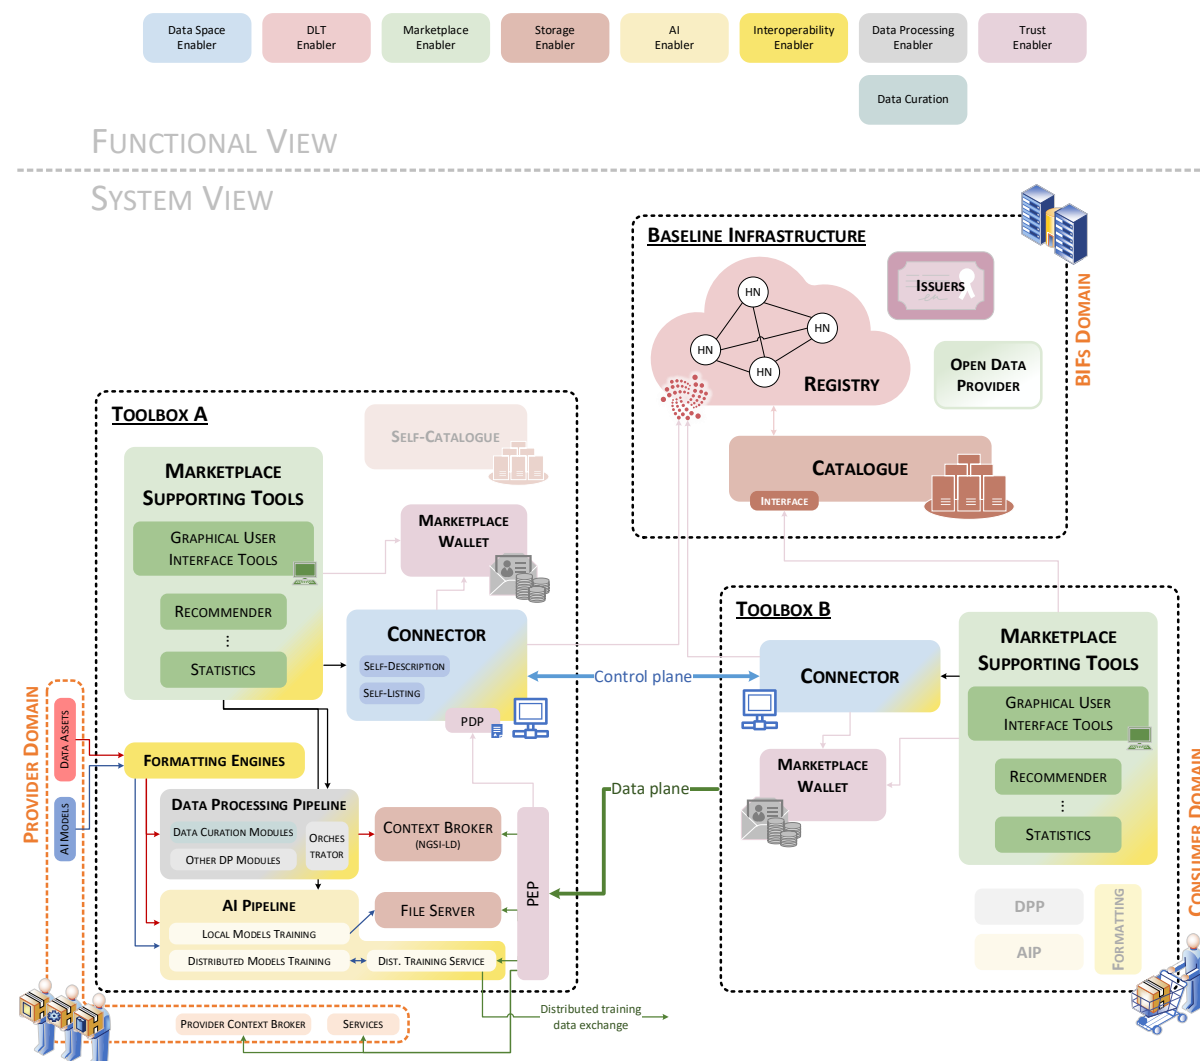 Data Space
Enabler
DLT
Enabler
Marketplace
Enabler
Storage
Enabler
AI
Enabler
Interoperability
Enabler
Data Processing
Enabler
Trust
Enabler
Data Curation
FUNCTIONAL VIEW
SYSTEM VIEW
BASELINE INFRASTRUCTURE
HN
HN
HN
HN
REGISTRY
ISSUERS
OPEN DATA
PROVIDER
BIFS DOMAIN
CATALOGUE
INTERFACE
TOOLBOX A
SELF-CATALOGUE
MARKETPLACE
SUPPORTING TOOLS
GRAPHICAL USER
INTERFACE TOOLS
RECOMMENDER
⋮
STATISTICS
MARKETPLACE
WALLET
CONNECTOR
SELF-DESCRIPTION
SELF-LISTING
PDP
Control plane
Data plane
PROVIDER DOMAIN
DATA ASSETS
AI MODELS
FORMATTING ENGINES
DATA PROCESSING PIPELINE
DATA CURATION MODULES
OTHER DP MODULES
ORCHES
TRATOR
CONTEXT BROKER
(NGSI-LD)
AI PIPELINE
LOCAL MODELS TRAINING
DISTRIBUTED MODELS TRAINING
DIST. TRAINING SERVICE
FILE SERVER
PEP
PROVIDER CONTEXT BROKER
SERVICES
Distributed training
data exchange
TOOLBOX B
CONNECTOR
MARKETPLACE
WALLET
MARKETPLACE
SUPPORTING TOOLS
GRAPHICAL USER
INTERFACE TOOLS
RECOMMENDER
⋮
STATISTICS
DPP
AIP
FORMATTING
CONSUMER DOMAIN